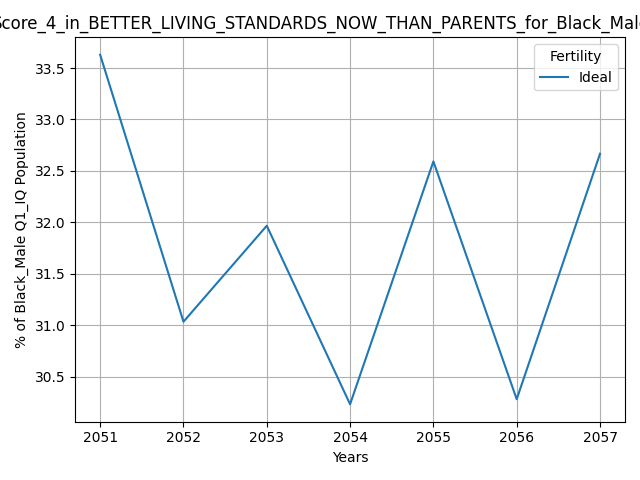 Score_4_in_BETTER_LIVING_STANDARDS_NOW_THAN_PARENTS_for_Black_Male
Fertility
Ideal
% of Black_Male Q1_IQ Population
33.5
33.0
32.5
32.0
31.5
31.0
30.5
2051 2052 2053 2054 2055 2056 2057
Years